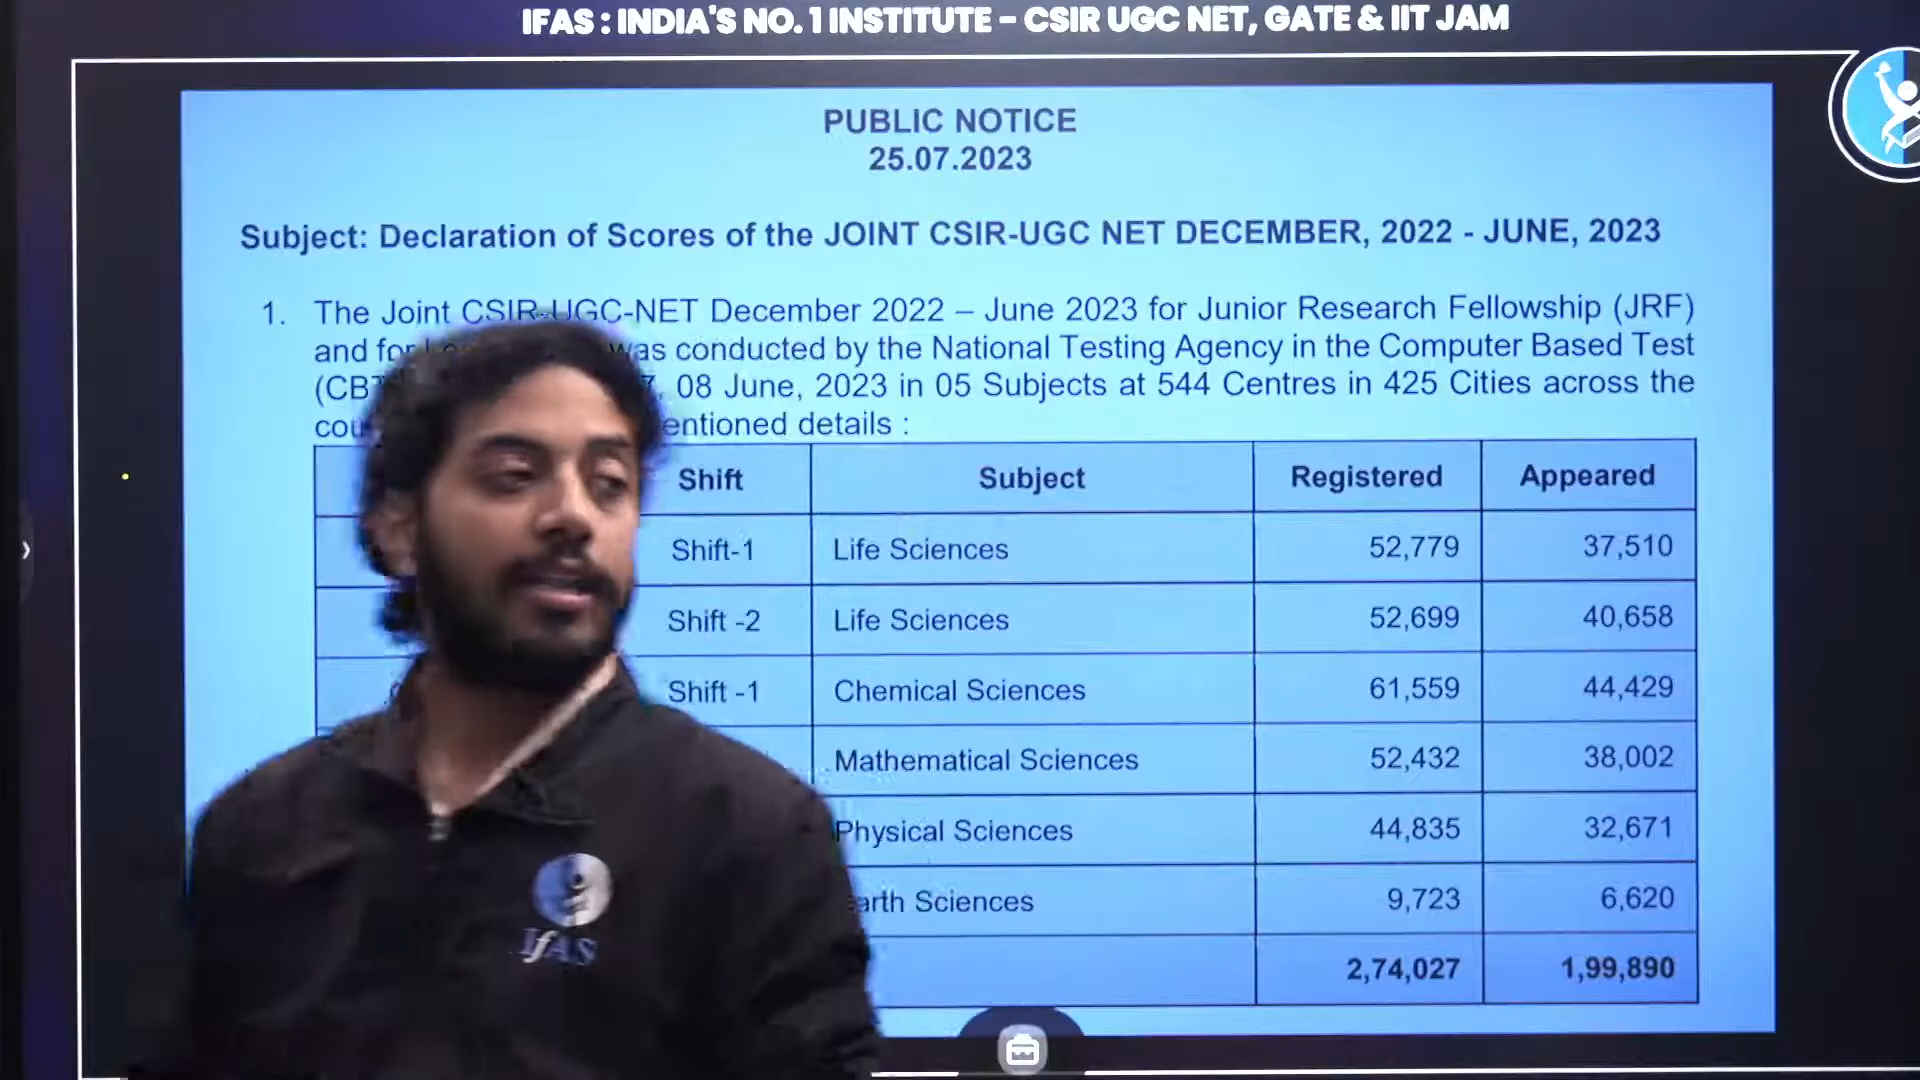 IFAS : INDIA'S NO. 1 INSTITUTE - CSIR UGC NET, GATE & IIT JAM
PUBLIC NOTICE
25.07.2023
Subject: Declaration of Scores of the JOINT CSIR-UGC NET DECEMBER, 2022 - JUNE, 2023
1. The Joint CSIR-UGC-NET December 2022 – June 2023 for Junior Research Fellowship (JRF)
and for was conducted by the National Testing Agency in the Computer Based Test
08 June, 2023 in 05 Subjects at 544 Centres in 425 Cities across the
details :
Shift Subject Registered Appeared
Shift-1 Life Sciences 52,779 37,510
Shift -2 Life Sciences 52,699 40,658
Shift -1 Chemical Sciences 61,559 44,429
Mathematical Sciences 52,432 38,002
Physical Sciences 44,835 32,671
Sciences 9,723 6,620
2,74,027 1,99,890
IfAS